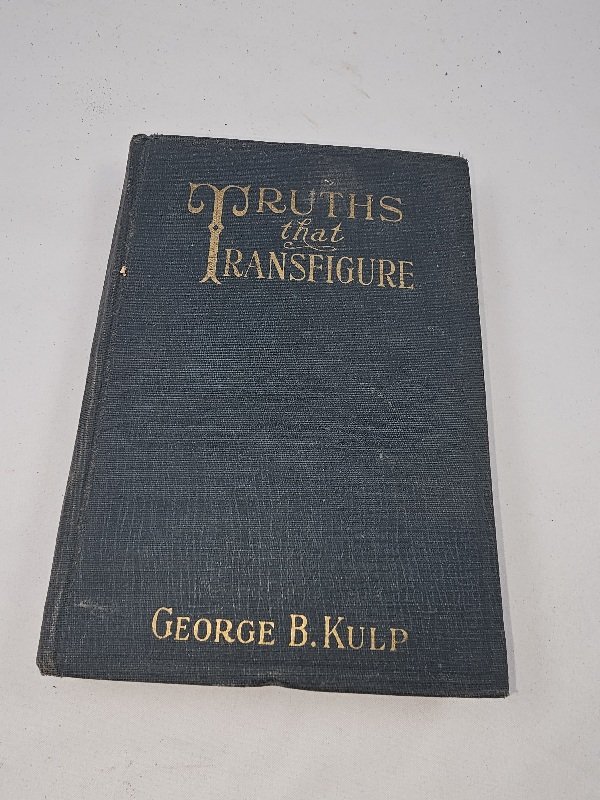 TRUTHS
that
TRANSFIGURE
GEORGE B. KULP